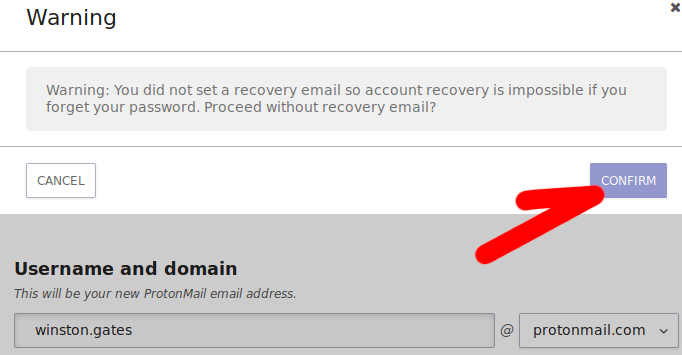 Warning
Warning: You did not set a recovery email so account recovery is impossible if you
forget your password. Proceed without recovery email?
CANCEL
CONFIRM
Username and domain
This will be your new ProtonMail email address.
winston.gates @ protonmail.com